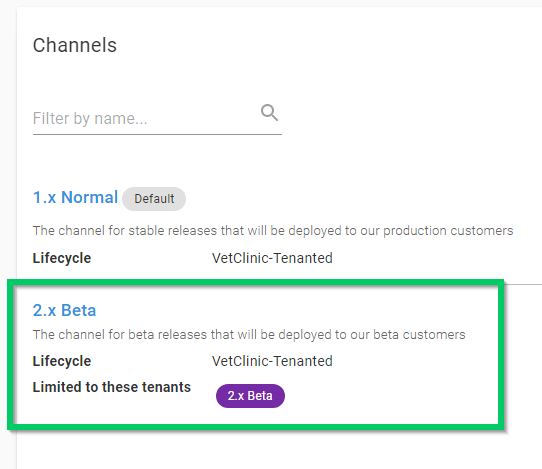 Channels
Filter by name...
1.x Normal Default
The channel for stable releases that will be deployed to our production customers
Lifecycle VetClinic-Tenanted
2.x Beta
The channel for beta releases that will be deployed to our beta customers
Lifecycle VetClinic-Tenanted
Limited to these tenants 2.x Beta